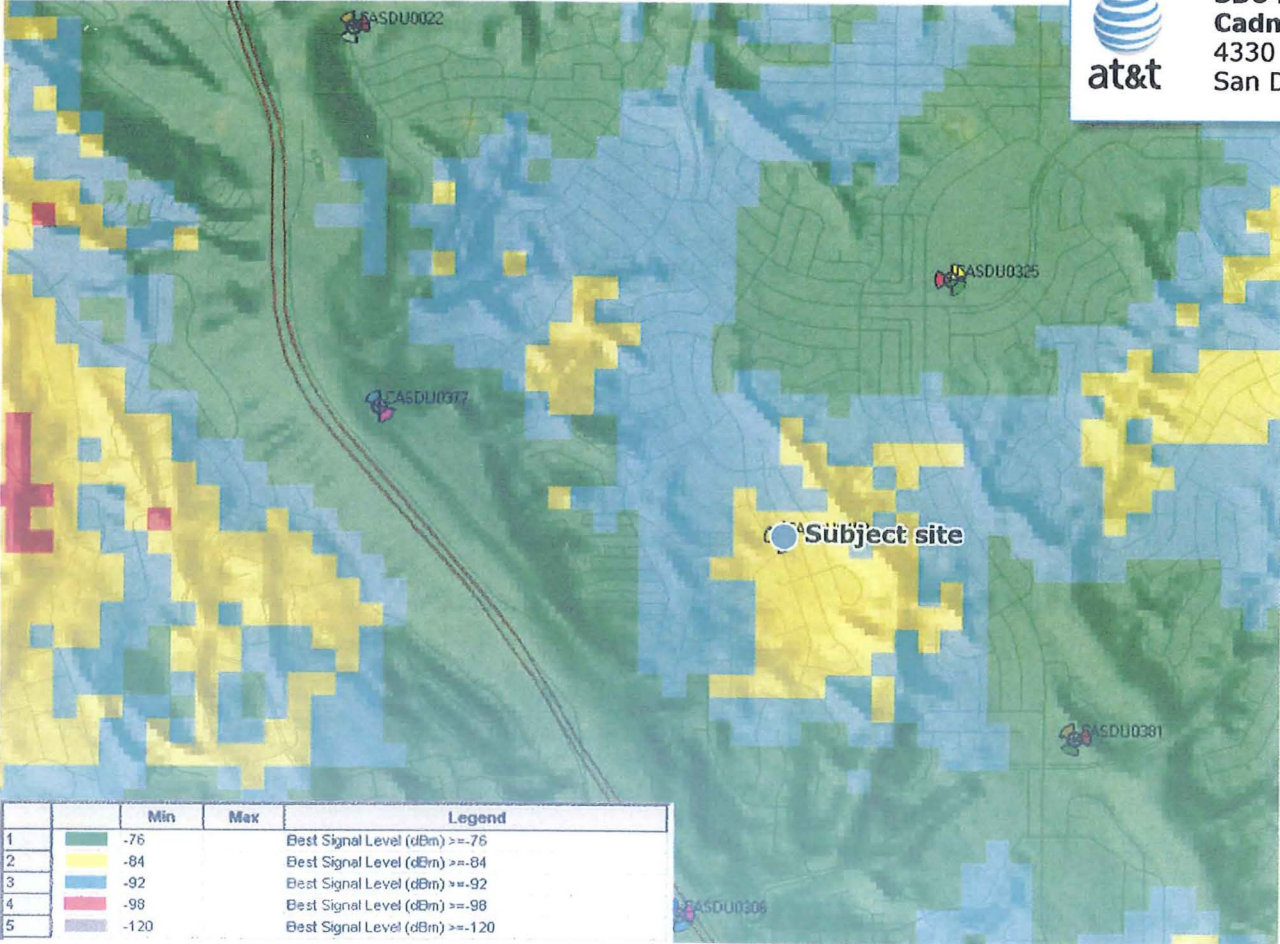 CASDU0022
Cadm
4330
San D
at&t
CASDU0325
CASDU0377
Subject site
CASDU0381
Min Max Legend
1 -76 Best Signal Level (dBm) >=-76
2 -84 Best Signal Level (dBm) >=-84
3 -92 Best Signal Level (dBm) >=-92
4 -98 Best Signal Level (dBm) >=-98
5 -120 Best Signal Level (dBm) >=-120
CASDU0306